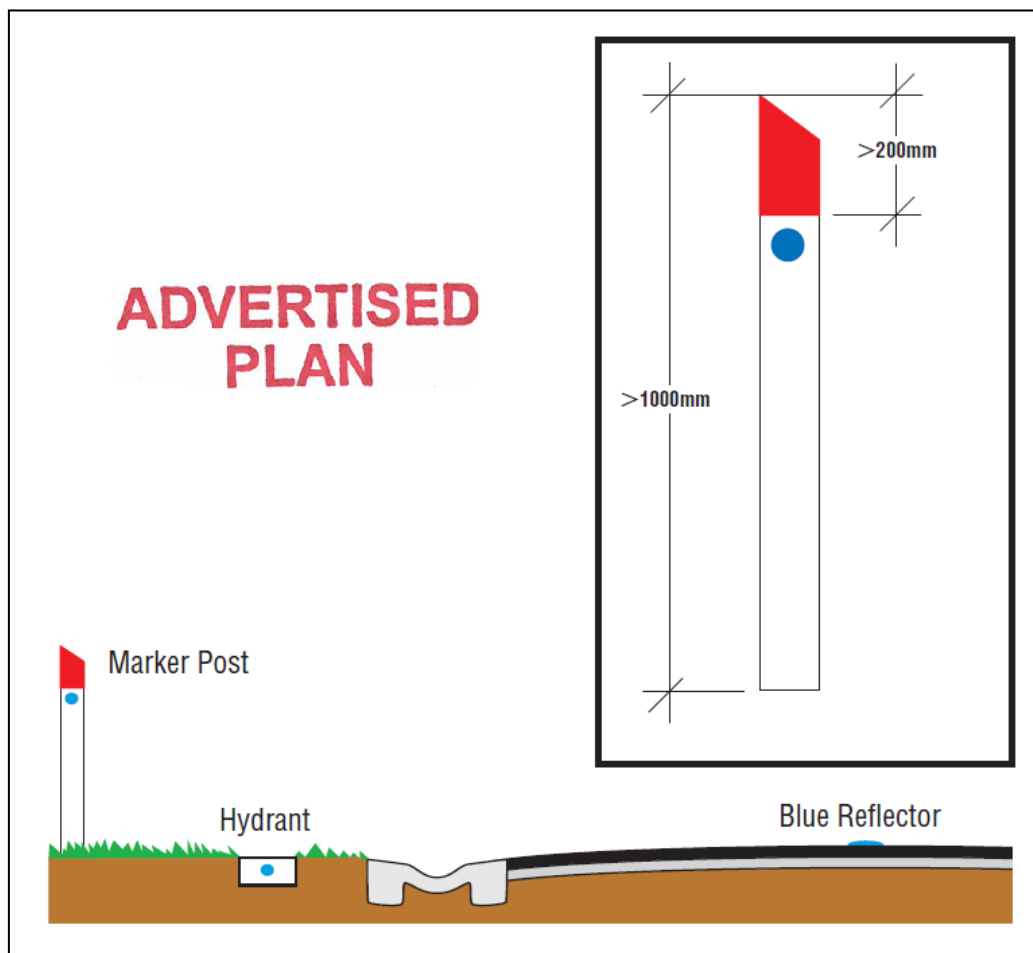 >200mm
ADVERTISED
PLAN
>1000mm
Marker Post
Hydrant
Blue Reflector